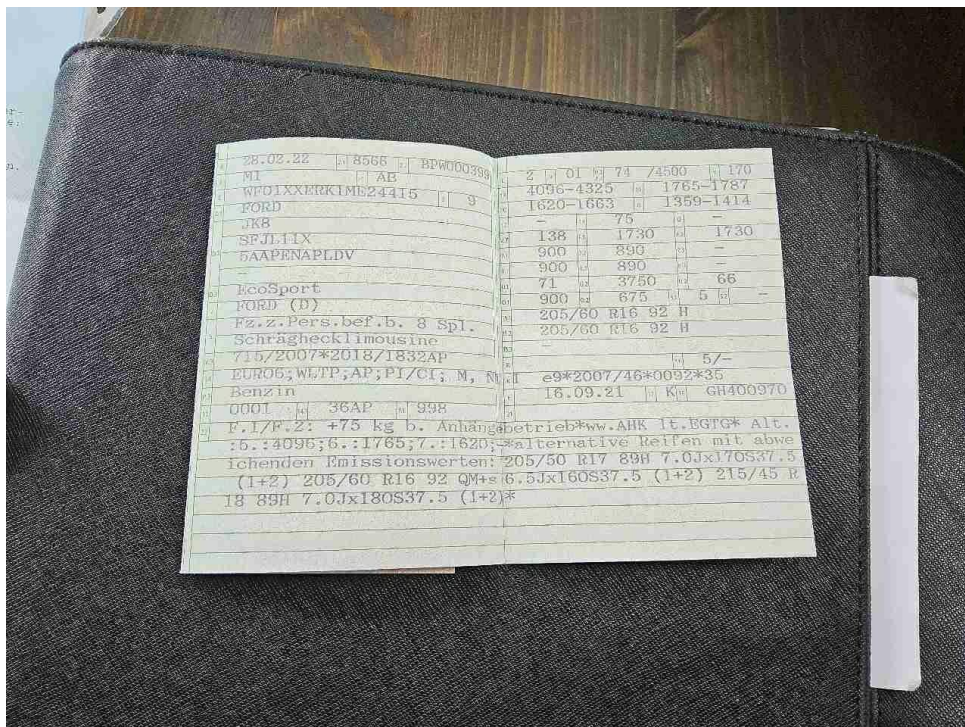 28.02.22 8566 BPW000399
M1 AB
WF01XXERK1ME24415 9
FORD
JK8
SFJL11X
5AAPENAPLDV
–
EcoSport
FORD (D)
Fz.z.Pers.bef.b. 8 Spl.
Schräghecklimousine
715/2007*2018/1832AP
EURO6;WLTP;AP;PI/CI; M, N1 I
Benzin
0001 36AP 998
2 01 74 /4500 170
4096-4325 1765-1787
1620-1663 1359-1414
– 75 –
138 1730 1730
900 890 –
900 890 –
71 3750 66
900 675 5 –
205/60 R16 92 H
205/60 R16 92 H
–
5/–
e9*2007/46*0092*35
16.09.21 K GH400970
F.1/F.2: +75 kg b. Anhängebetrieb*ww.AHK lt.EGTG* Alt.
:5.:4096;6.:1765;7.:1620;–*alternative Reifen mit abwe
ichenden Emissionswerten: 205/50 R17 89H 7.0Jx17OS37.5
(1+2) 205/60 R16 92 QM+s 6.5Jx16OS37.5 (1+2) 215/45 R
18 89H 7.0Jx18OS37.5 (1+2)*